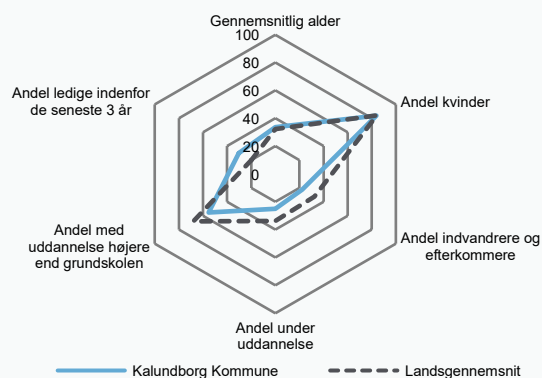 Gennemsnitlig alder
100
80
60
40
20
0
Andel kvinder
Andel indvandrere og
efterkommere
Andel under
uddannelse
Andel med
uddannelse højere
end grundskolen
Andel ledige indenfor
de seneste 3 år
Kalundborg Kommune
Landsgennemsnit